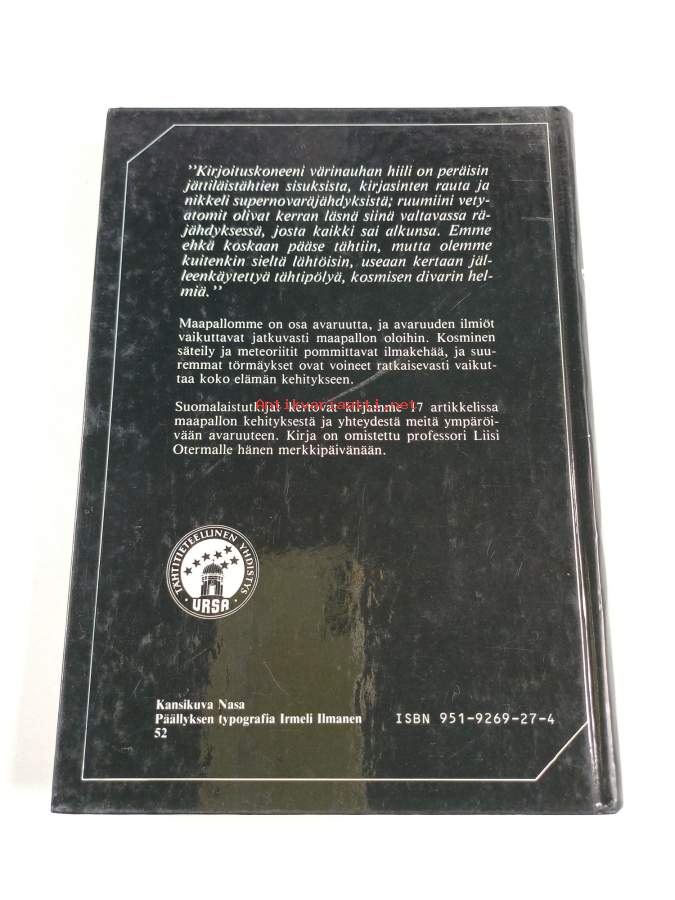 "Kirjoituskoneeni värinauhan hiili on peräisin
jättiläistähtien sisuksista, kirjasinten rauta ja
nikkeli supernovaräjähdyksistä; ruumiini vety-
atomit olivat kerran läsnä siinä valtavassa rä-
jähdyksessä, josta kaikki sai alkunsa. Emme
ehkä koskaan pääse tähtiin, mutta olemme
kuitenkin sieltä lähtöisin, useaan kertaan jäl-
leenkäytettyä tähtipölyä, kosmisen divarin hel-
miä."
Maapallomme on osa avaruutta, ja avaruuden ilmiöt
vaikuttavat jatkuvasti maapallon oloihin. Kosminen
säteily ja meteoriitit pommittavat ilmakehää, ja suu-
remmat törmäykset ovat voineet ratkaisevasti vaikut-
taa koko elämän kehitykseen.
Antikvariaatti.net
Suomalaistutkijat kertovat kirjamme 17 artikkelissa
maapallon kehityksestä ja yhteydestä meitä ympäröi-
vään avaruuteen. Kirja on omistettu professori Liisi
Otermalle hänen merkkipäivänään.
TÄHTITIETEELLINEN YHDISTYS
URSA
Kansikuva Nasa
Päällyksen typografia Irmeli Ilmanen
52
ISBN 951-9269-27-4